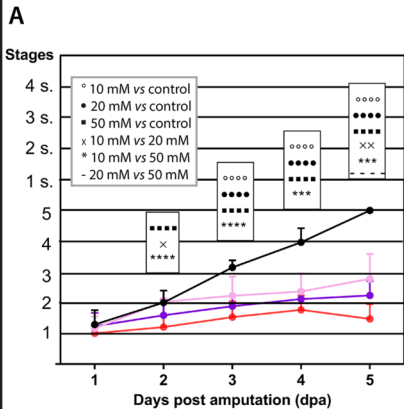 A
Stages
4 s.
3 s.
2 s.
1 s.
5
4
3
2
1
○ 10 mM vs control
● 20 mM vs control
■ 50 mM vs control
x 10 mM vs 20 mM
* 10 mM vs 50 mM
- 20 mM vs 50 mM
■■■■
×
****
○○○○
●●●●
■■■■
****
○○○○
●●●●
■■■■
***
○○○○
●●●●
■■■■
××
***
-
1 2 3 4 5
Days post amputation (dpa)